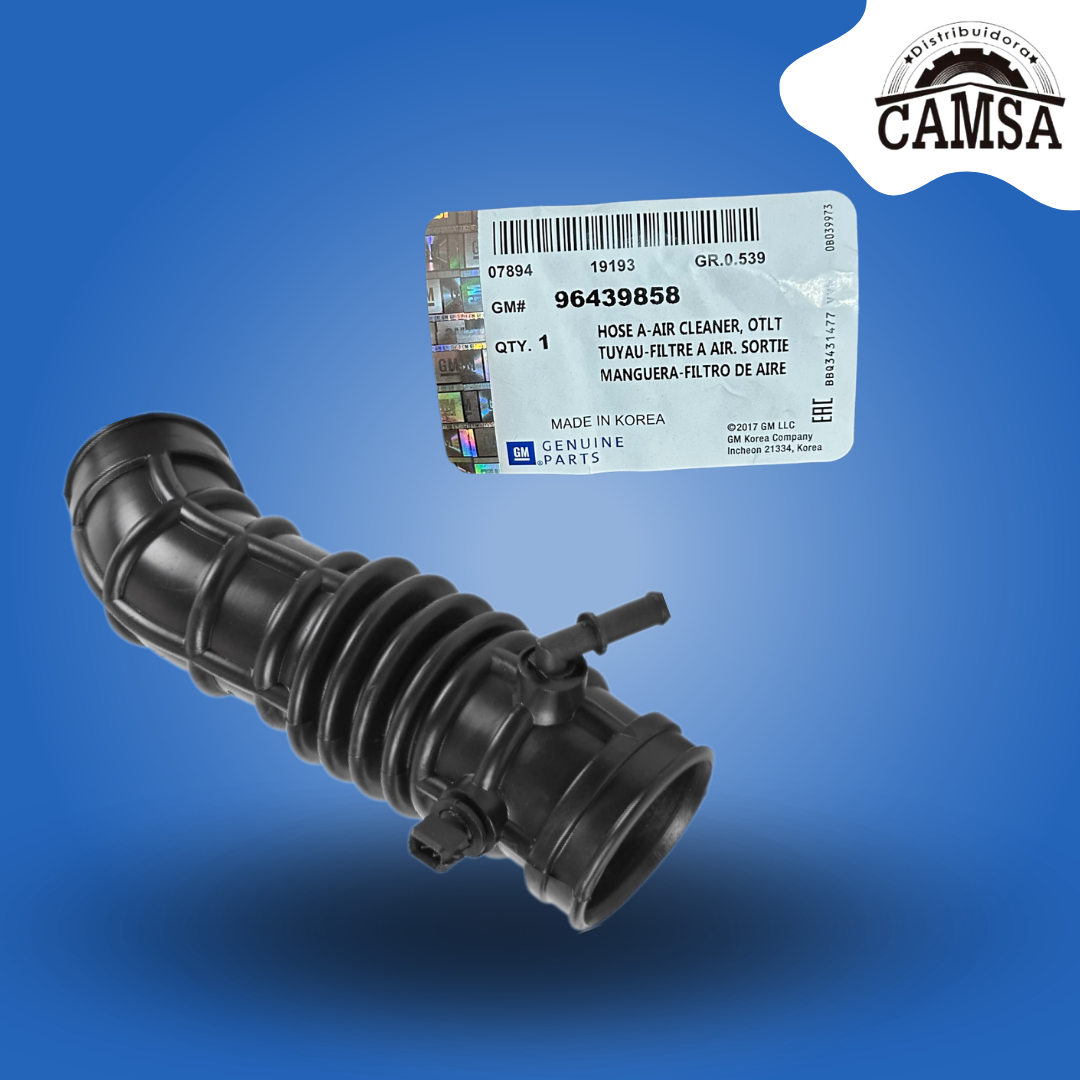 ★Distribuidora★
CAMSA
07894 19193 GR.0.539
GM# 96439858
QTY. 1
HOSE A-AIR CLEANER, OTLT
TUYAU-FILTRE A AIR. SORTIE
MANGUERA-FILTRO DE AIRE
MADE IN KOREA
GM
GENUINE
PARTS
©2017 GM LLC
GM Korea Company
Incheon 21334, Korea
EAC
BBQ3431477
0B039973